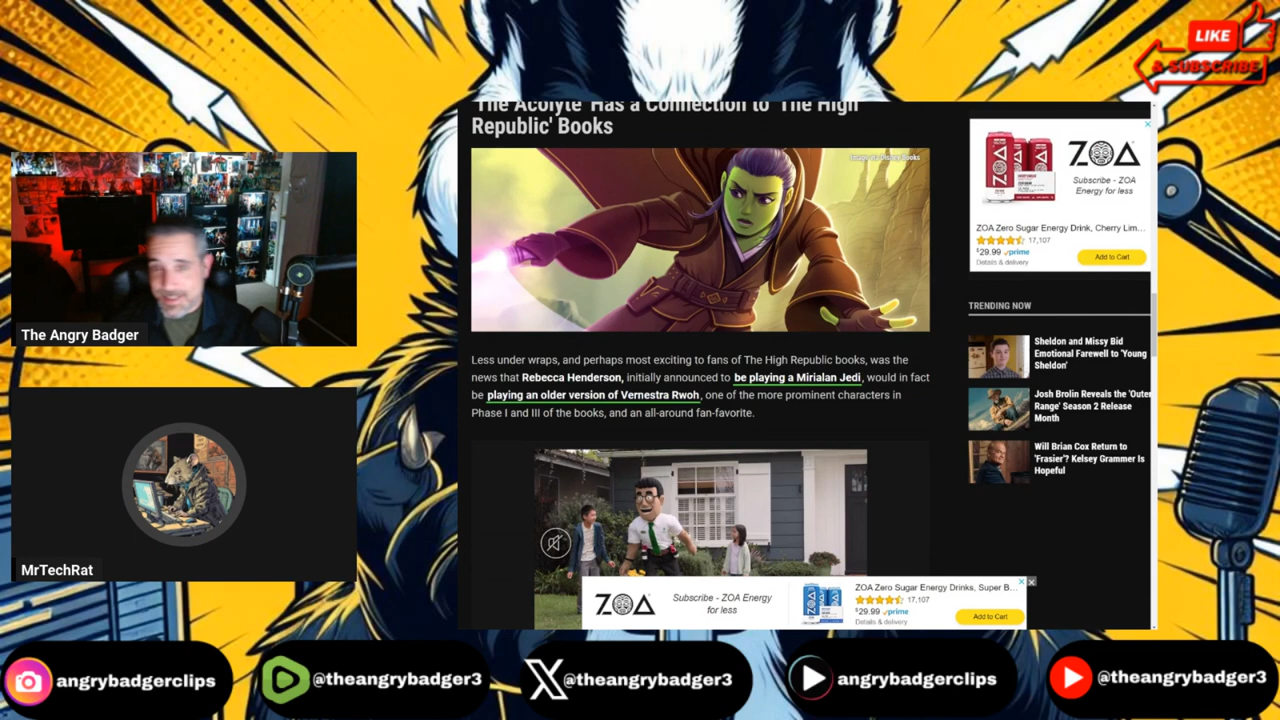 LIKE
& SUBSCRIBE
'The Acolyte' Has a Connection to 'The High
Republic' Books
Less under wraps, and perhaps most exciting to fans of The High Republic books, was the
news that Rebecca Henderson, initially announced to be playing a Mirialan Jedi, would in fact
be playing an older version of Vernestra Rwoh, one of the more prominent characters in
Phase I and III of the books, and an all-around fan-favorite.
ZOA
Subscribe - ZOA
Energy for less
ZOA Zero Sugar Energy Drink, Cherry Lim...
17,107
$29.99 prime
Details & delivery
Add to Cart
TRENDING NOW
Sheldon and Missy Bid
Emotional Farewell to 'Young
Sheldon'
Josh Brolin Reveals the 'Outer
Range' Season 2 Release
Month
Will Brian Cox Return to
'Frasier'? Kelsey Grammer Is
Hopeful
The Angry Badger
MrTechRat
ZOA
Subscribe - ZOA Energy
for less
ZOA Zero Sugar Energy Drinks, Super B...
17,107
$29.99 prime
Details & delivery
Add to Cart
angrybadgerclips
@theangrybadger3
@theangrybadger3
angrybadgerclips
@theangrybadger3